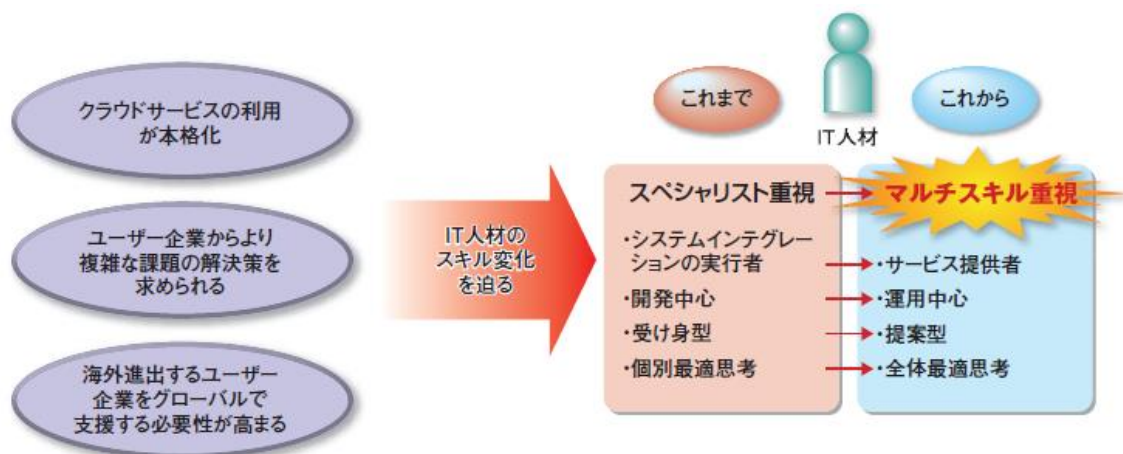 クラウドサービスの利用
が本格化
ユーザー企業からより
複雑な課題の解決策を
求められる
海外進出するユーザー
企業をグローバルで
支援する必要性が高まる
IT人材の
スキル変化
を迫る
これまで
IT人材
これから
スペシャリスト重視
マルチスキル重視
・システムインテグレー
ションの実行者
・サービス提供者
・開発中心
・運用中心
・受け身型
・提案型
・個別最適思考
・全体最適思考